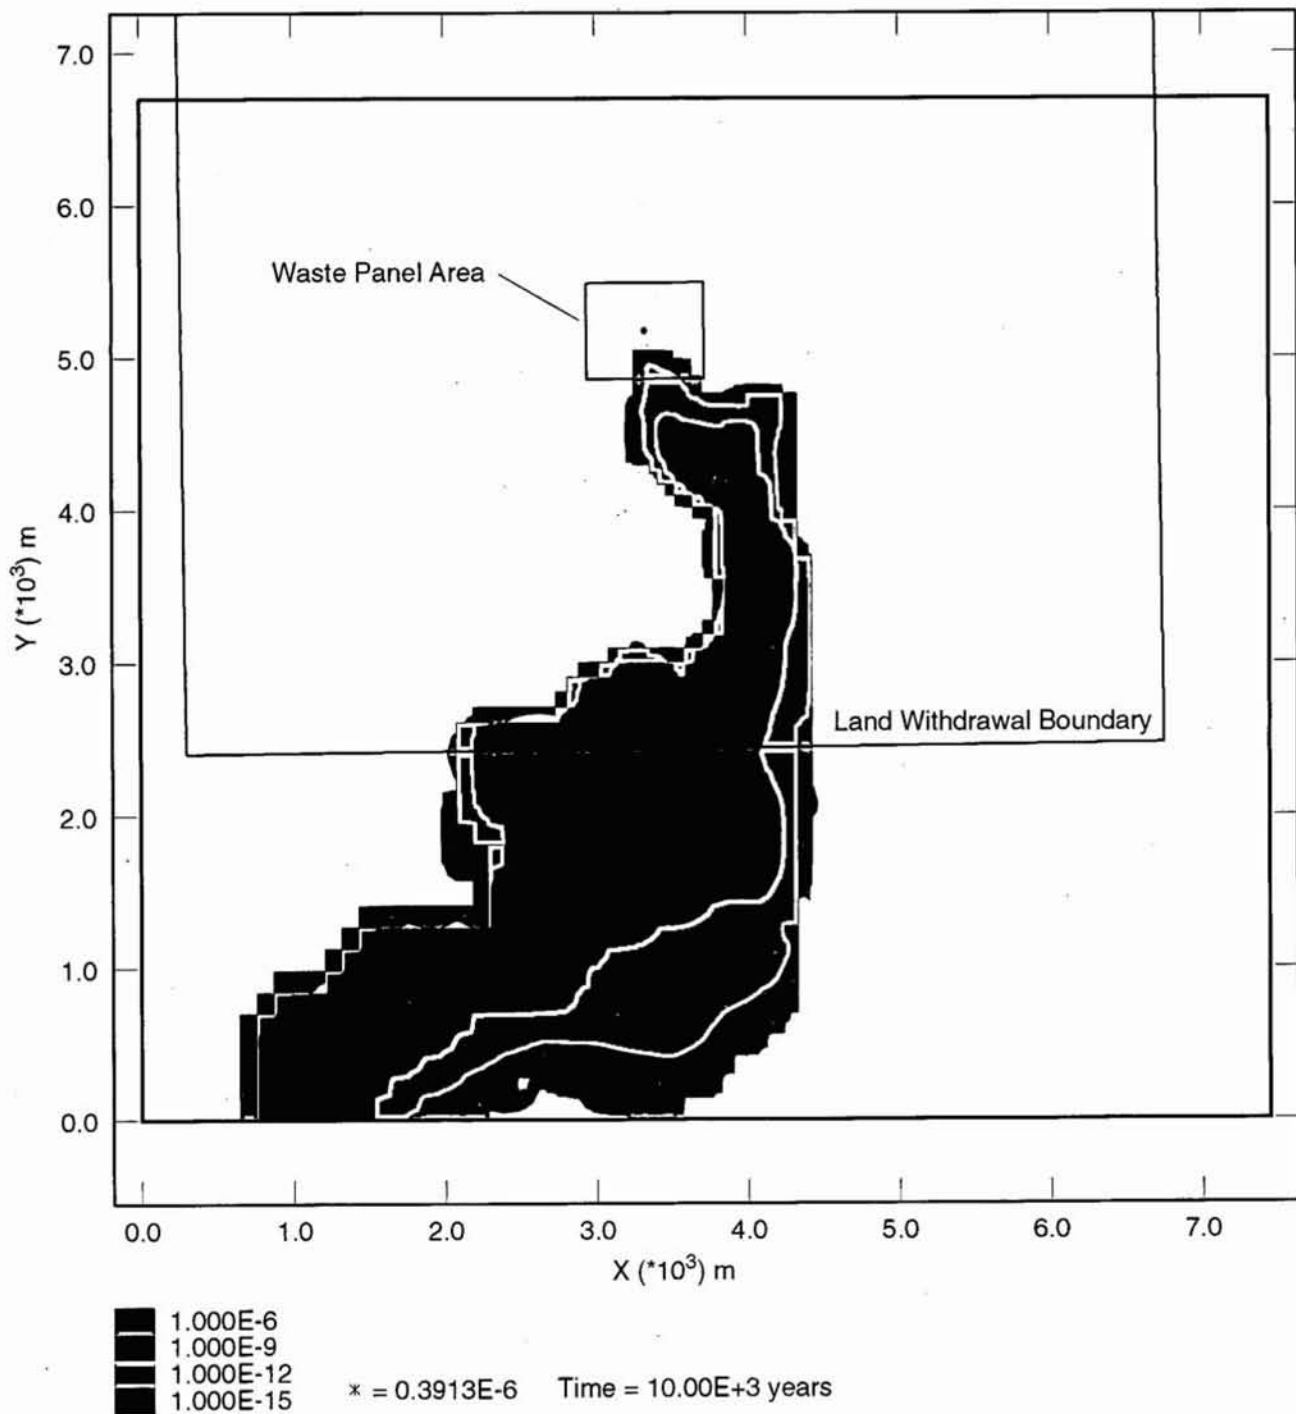 7.0
6.0
Waste Panel Area
5.0
4.0
Y (*10³) m
3.0
Land Withdrawal Boundary
2.0
1.0
0.0
0.0 1.0 2.0 3.0 4.0 5.0 6.0 7.0
X (*10³) m
1.000E-6
1.000E-9
1.000E-12
1.000E-15
* = 0.3913E-6 Time = 10.00E+3 years